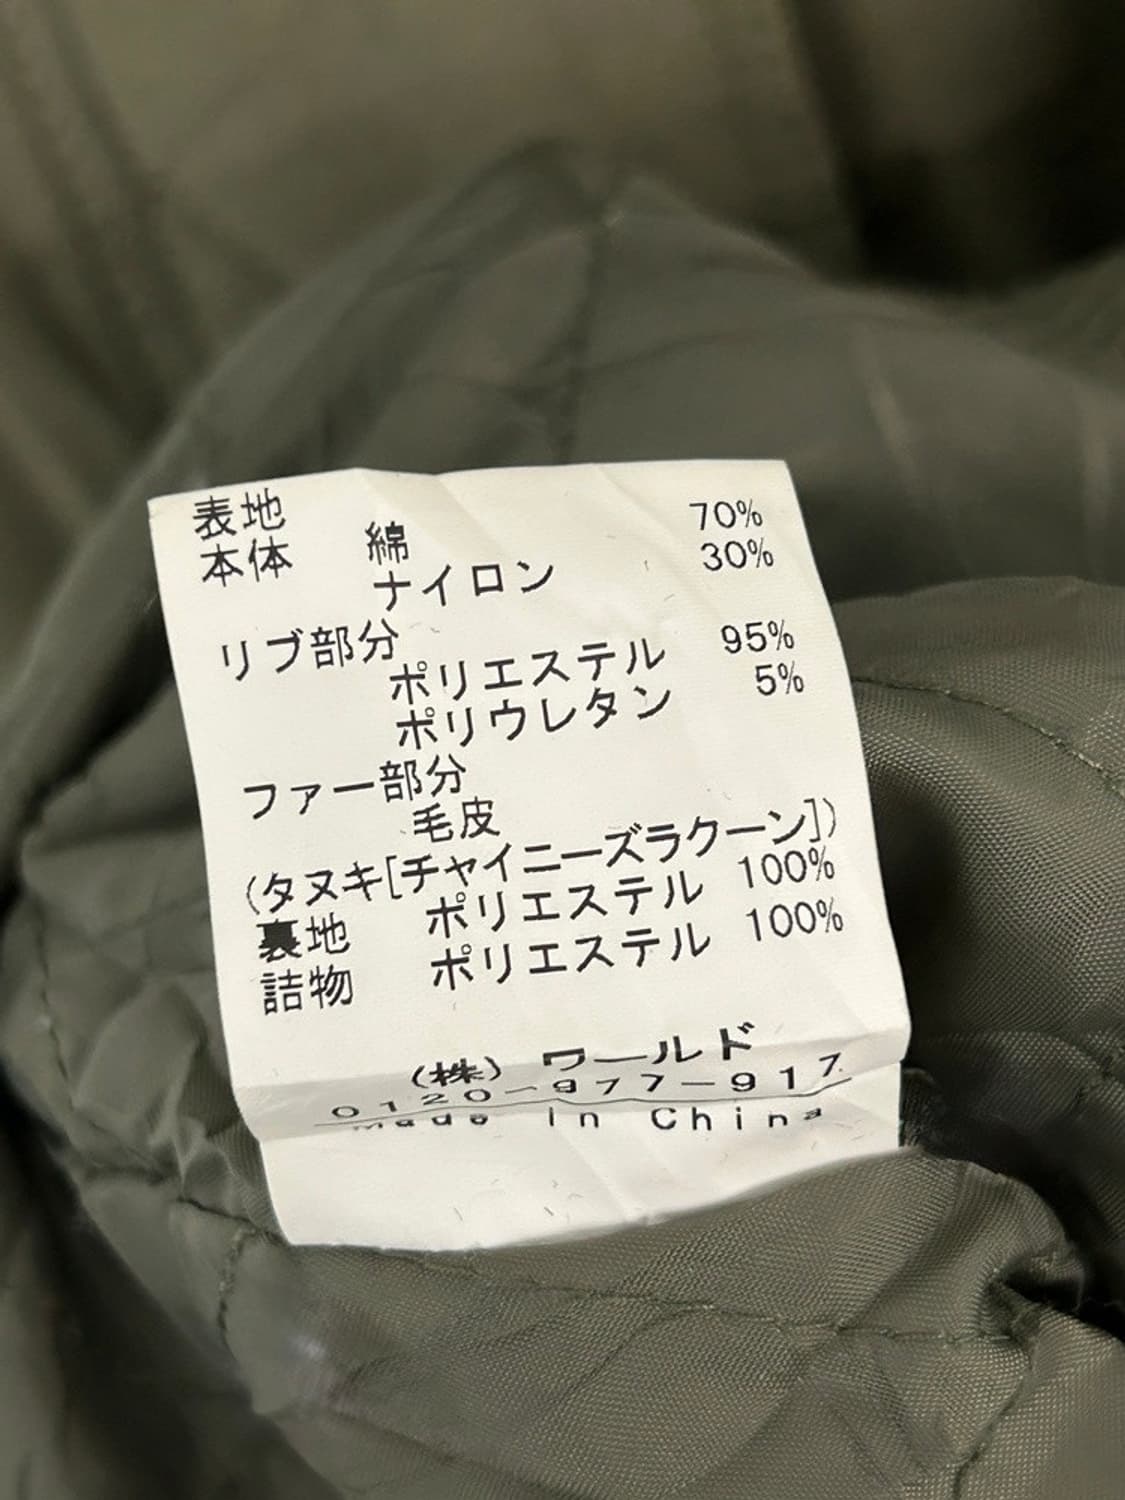 表地
本体 綿 70%
ナイロン 30%
リブ部分
ポリエステル 95%
ポリウレタン 5%
ファー部分
毛皮
(タヌキ[チャイニーズラクーン])
裏地 ポリエステル 100%
詰物 ポリエステル 100%
(株) ワールド
0120-977-917
Made in China